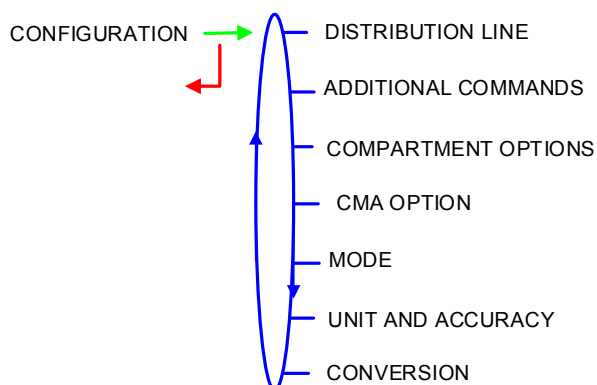 CONFIGURATION
DISTRIBUTION LINE
ADDITIONAL COMMANDS
COMPARTMENT OPTIONS
CMA OPTION
MODE
UNIT AND ACCURACY
CONVERSION